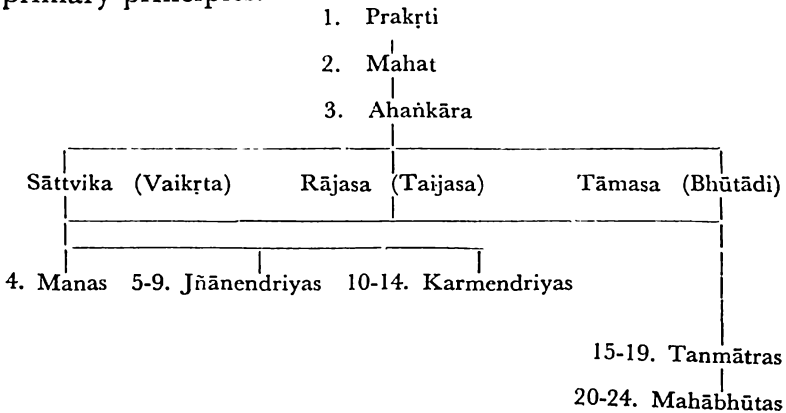 primary principles.
1. Prakṛti
2. Mahat
3. Ahaṅkāra
Sāttvika (Vaikṛta) Rājasa (Taijasa) Tāmasa (Bhūtādi)
4. Manas 5-9. Jñānendriyas 10-14. Karmendriyas
15-19. Tanmātras
20-24. Mahābhūtas